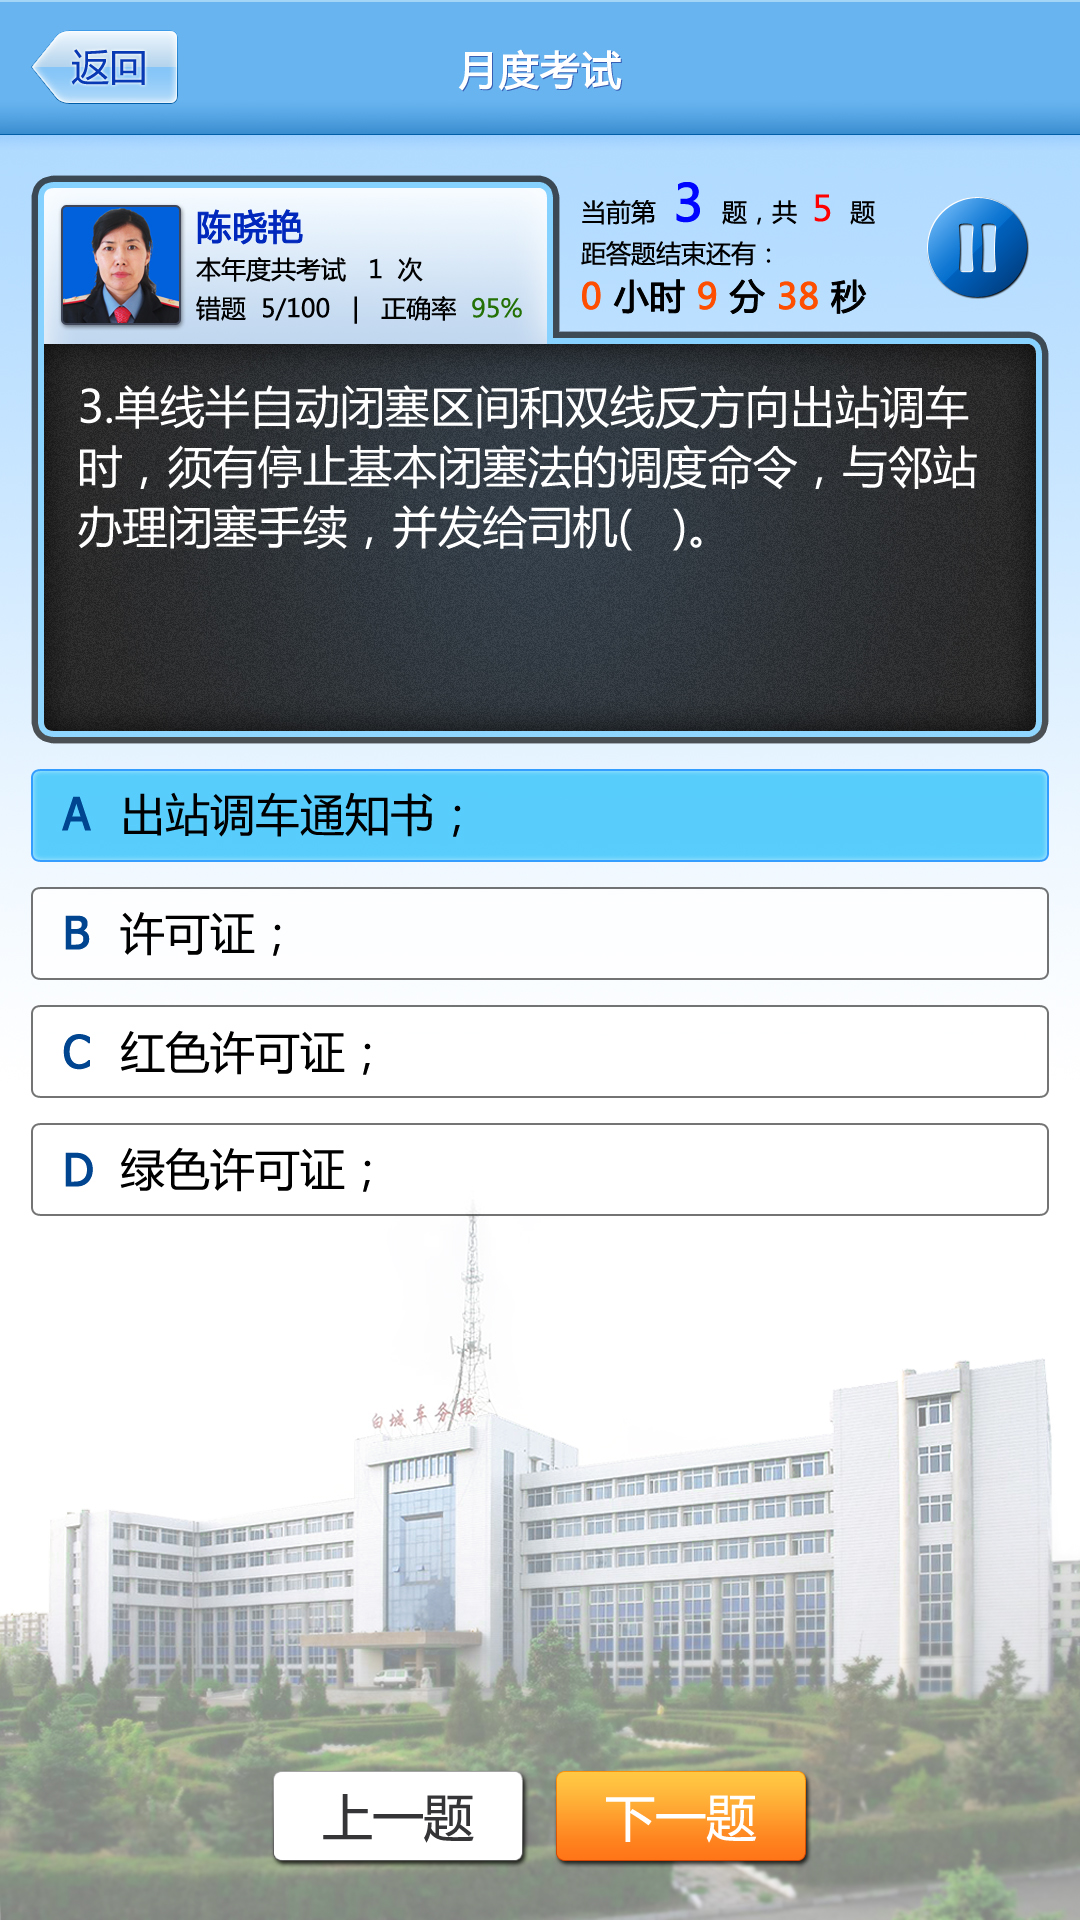 返回
月度考试
陈晓艳
本年度共考试 1 次
错题 5/100 | 正确率 95%
当前第 3 题，共 5 题
距答题结束还有：
0 小时 9 分 38 秒
3.单线半自动闭塞区间和双线反方向出站调车
时，须有停止基本闭塞法的调度命令，与邻站
办理闭塞手续，并发给司机( )。
A 出站调车通知书；
B 许可证；
C 红色许可证；
D 绿色许可证；
白城车务段
上一题
下一题